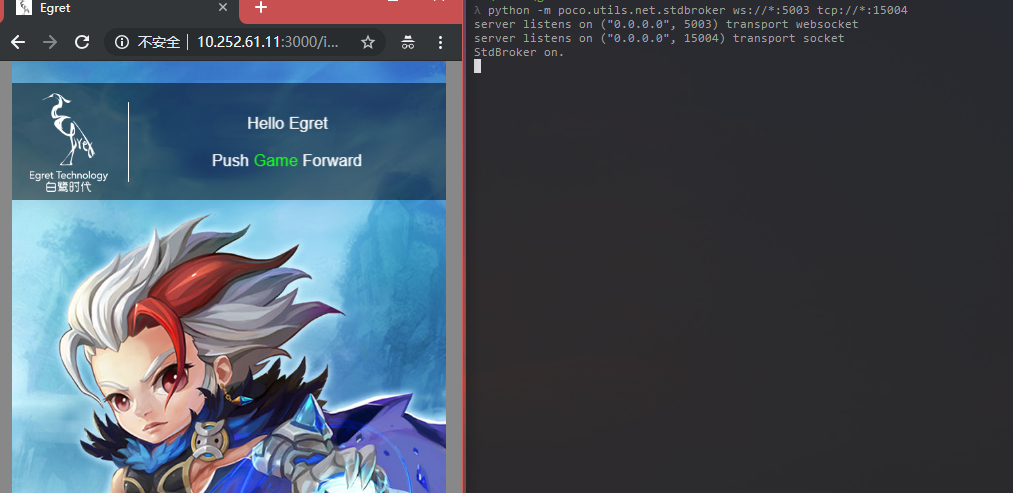 Egret
不安全 10.252.61.11:3000/i...
Hello Egret
Push Game Forward
Egret
Egret Technology
白鹭时代
λ python -m poco.utils.net.stdbroker ws://*:5003 tcp://*:15004
server listens on ("0.0.0.0", 5003) transport websocket
server listens on ("0.0.0.0", 15004) transport socket
StdBroker on.